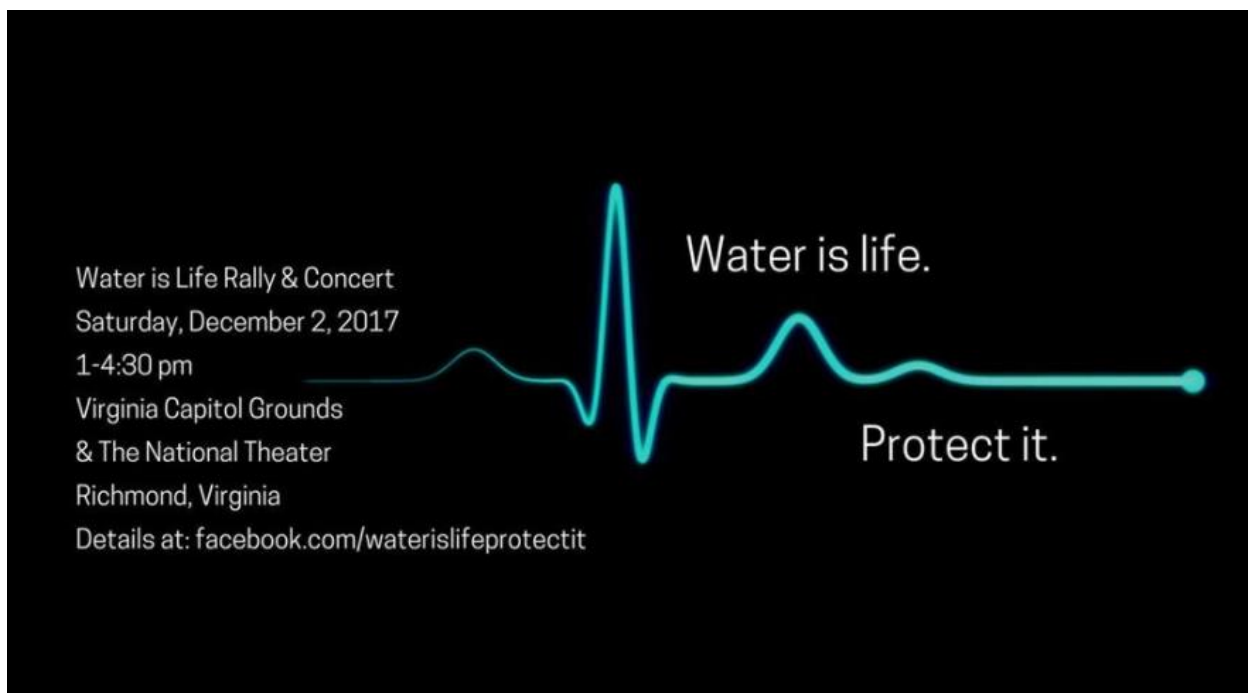 Water is Life Rally & Concert
Saturday, December 2, 2017
1-4:30 pm
Virginia Capitol Grounds
& The National Theater
Richmond, Virginia
Details at: facebook.com/waterislifeprotectit
Water is life.
Protect it.